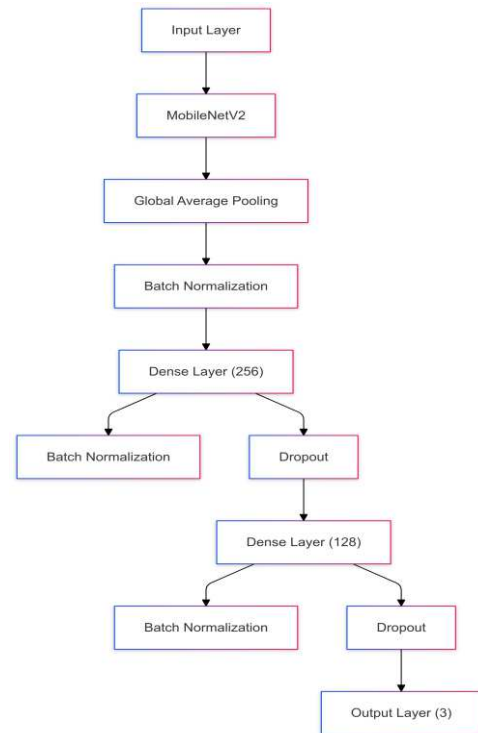 Input Layer
MobileNetV2
Global Average Pooling
Batch Normalization
Dense Layer (256)
Batch Normalization
Dropout
Dense Layer (128)
Batch Normalization
Dropout
Output Layer (3)